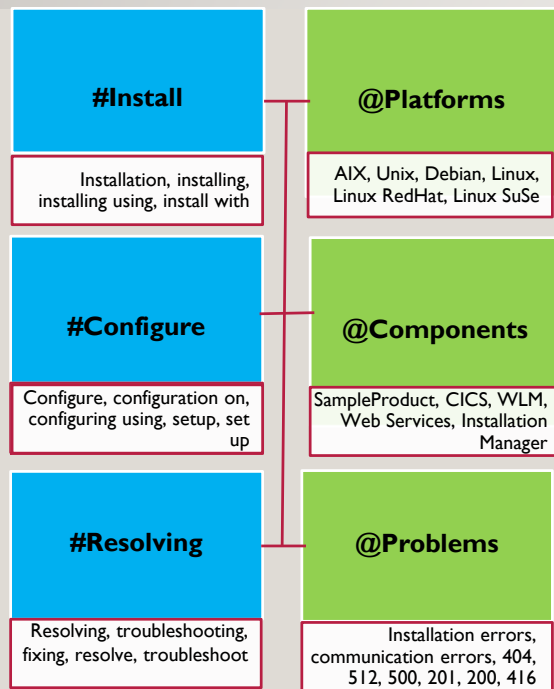 #Install
@Platforms
Installation, installing,
installing using, install with
AIX, Unix, Debian, Linux,
Linux RedHat, Linux SuSe
#Configure
@Components
Configure, configuration on,
configuring using, setup, set
up
SampleProduct, CICS, WLM,
Web Services, Installation
Manager
#Resolving
@Problems
Resolving, troubleshooting,
fixing, resolve, troubleshoot
Installation errors,
communication errors, 404,
512, 500, 201, 200, 416